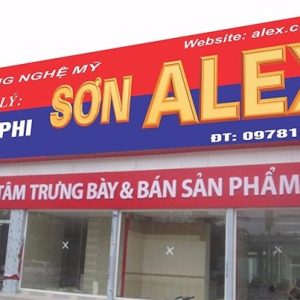 Website: alex.c
NG NGHỆ MỸ
LÝ:
PHI
SƠN ALEX
ĐT: 09781
TÂM TRƯNG BÀY & BÁN SẢN PHẨM